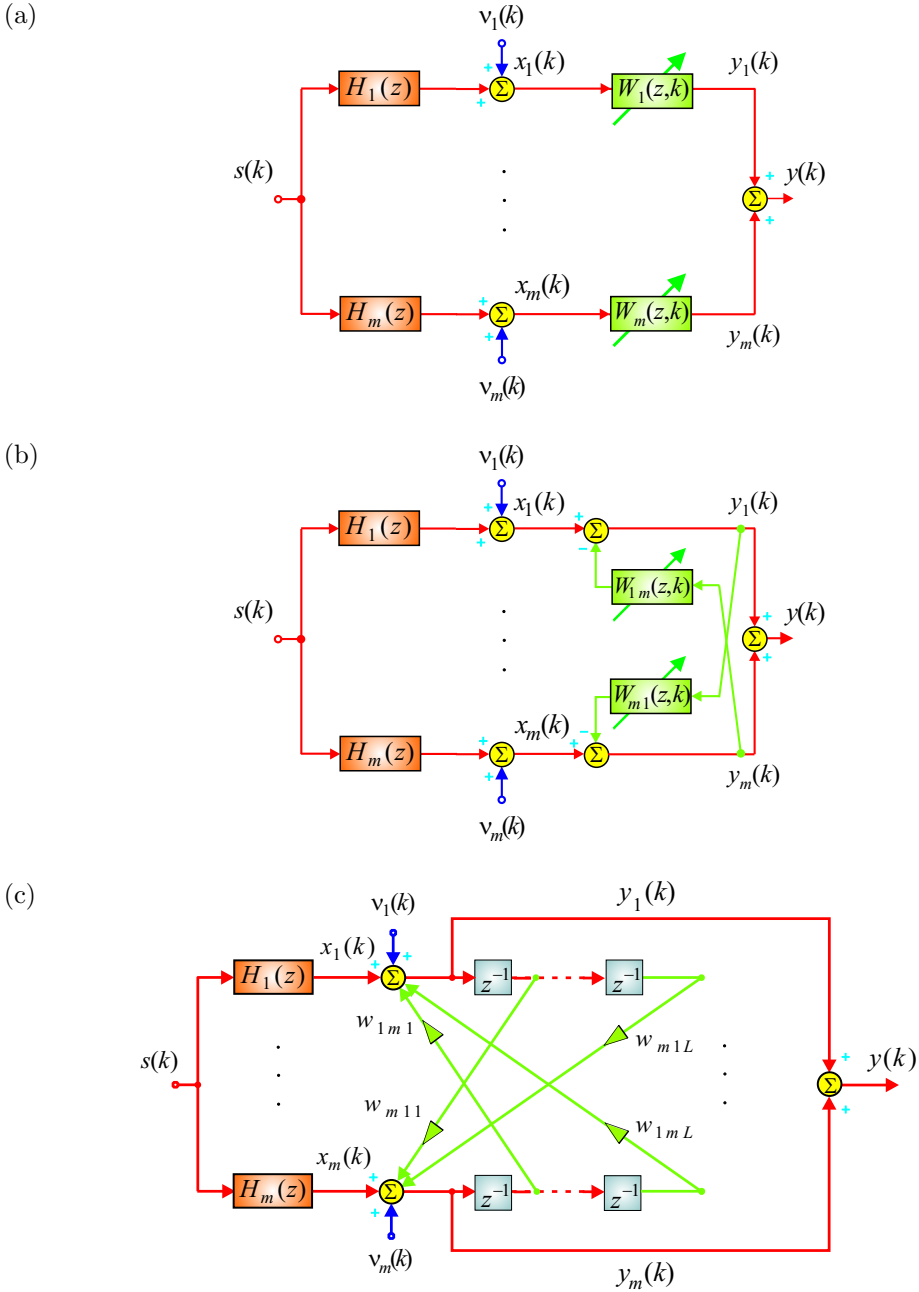 (a)
ν₁(k)
x₁(k)
y₁(k)
H₁(z)
+
+
Σ
W₁(z,k)
s(k)
+
Σ
+
y(k)
xₘ(k)
Hₘ(z)
+
+
Σ
Wₘ(z,k)
yₘ(k)
νₘ(k)
(b)
ν₁(k)
x₁(k)
y₁(k)
H₁(z)
+
+
Σ
+
−
Σ
W₁ₘ(z,k)
s(k)
+
Σ
+
y(k)
Wₘ₁(z,k)
xₘ(k)
Hₘ(z)
+
+
Σ
+
−
Σ
yₘ(k)
νₘ(k)
(c)
ν₁(k)
y₁(k)
x₁(k)
H₁(z)
+
+
Σ
z⁻¹
z⁻¹
w₁ₘ₁
wₘ₁L
s(k)
+
Σ
+
y(k)
wₘ₁₁
w₁ₘL
xₘ(k)
Hₘ(z)
+
+
Σ
z⁻¹
z⁻¹
νₘ(k)
yₘ(k)